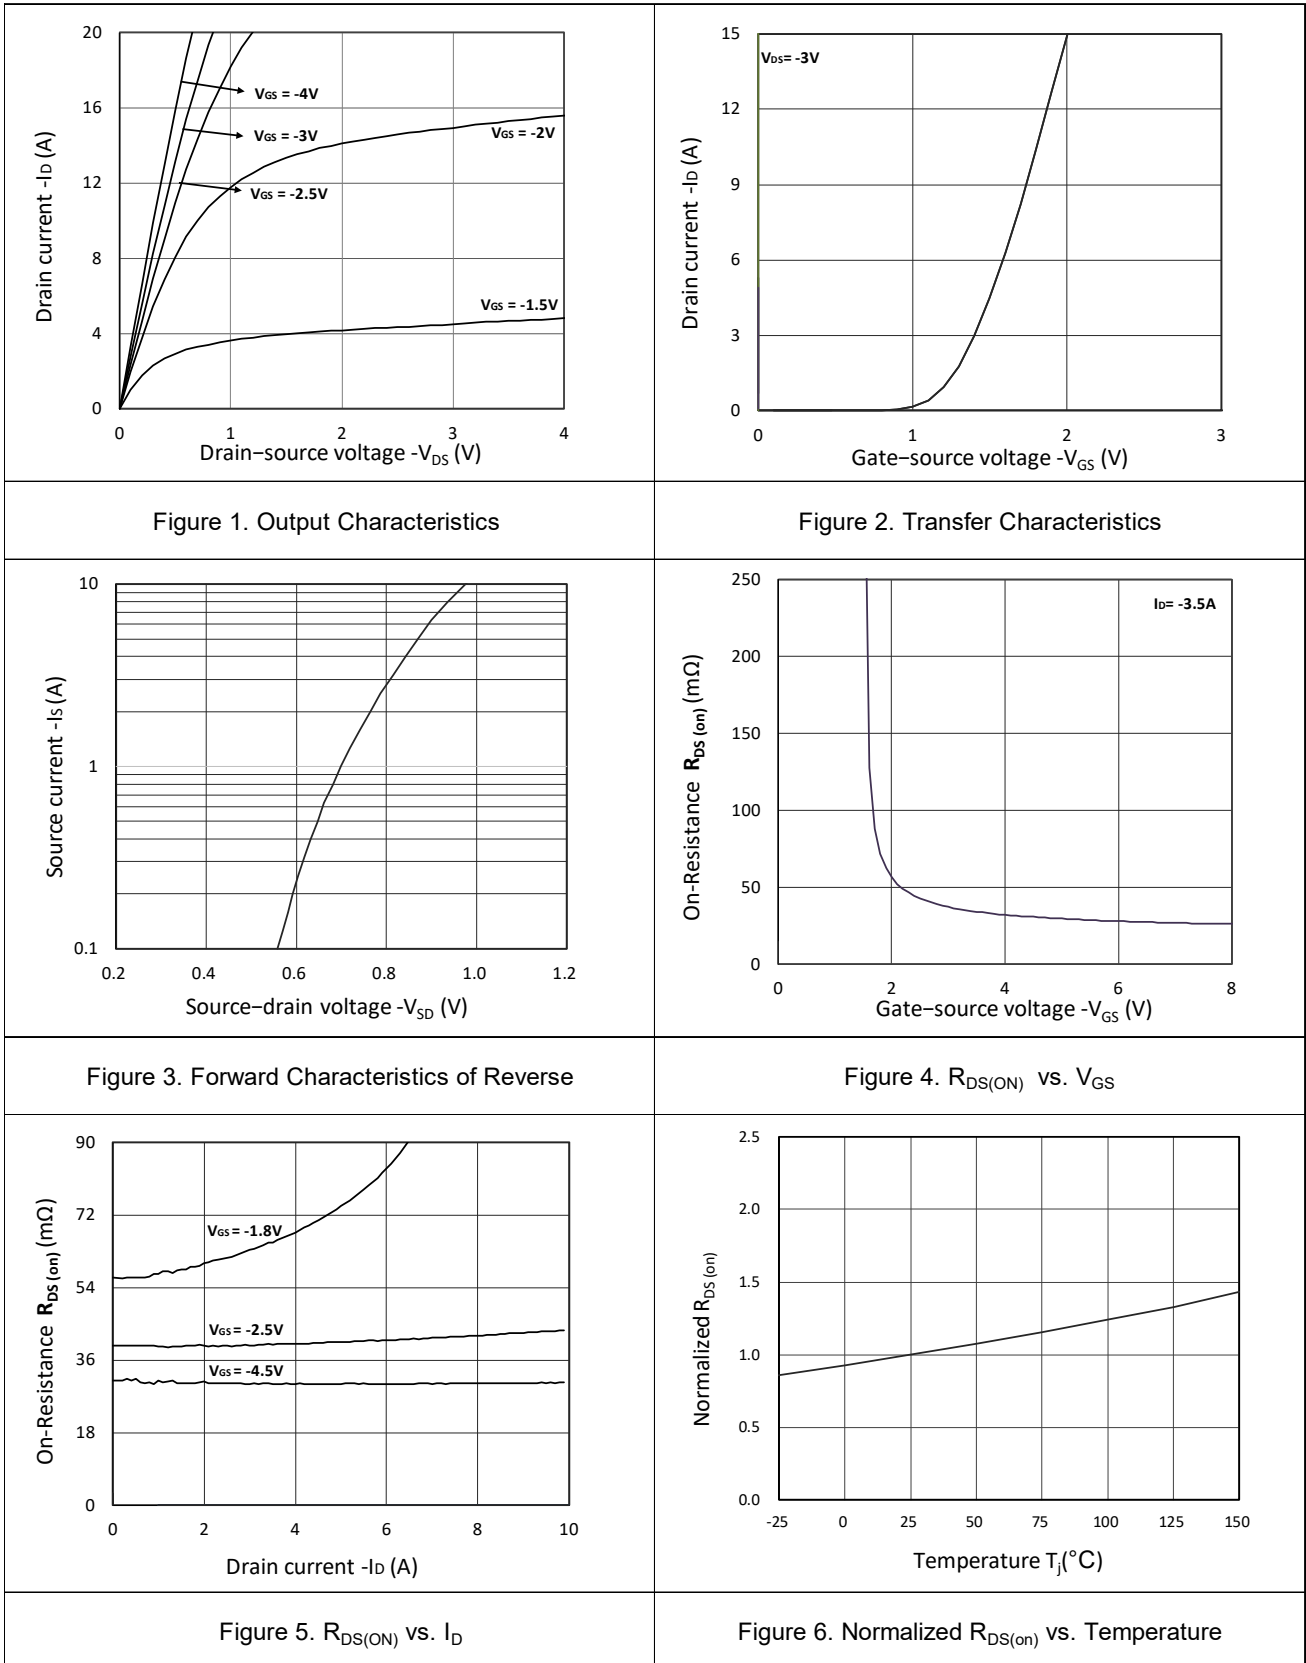 20
16
12
8
4
0
Drain current -ID (A)
VGS = -4V
VGS = -3V
VGS = -2.5V
VGS = -2V
VGS = -1.5V
0 1 2 3 4
Drain−source voltage -VDS (V)
15
12
9
6
3
0
Drain current -ID (A)
VDS= -3V
0 1 2 3
Gate−source voltage -VGS (V)
Figure 1. Output Characteristics
Figure 2. Transfer Characteristics
10
1
0.1
Source current -IS (A)
0.2 0.4 0.6 0.8 1.0 1.2
Source−drain voltage -VSD (V)
250
200
150
100
50
0
On-Resistance RDS (on) (mΩ)
ID= -3.5A
0 2 4 6 8
Gate−source voltage -VGS (V)
Figure 3. Forward Characteristics of Reverse
Figure 4. RDS(ON) vs. VGS
90
72
54
36
18
0
On-Resistance RDS (on) (mΩ)
VGS = -1.8V
VGS = -2.5V
VGS = -4.5V
0 2 4 6 8 10
Drain current -ID (A)
2.5
2.0
1.5
1.0
0.5
0.0
Normalized RDS (on)
-25 0 25 50 75 100 125 150
Temperature Tj(°C)
Figure 5. RDS(ON) vs. ID
Figure 6. Normalized RDS(on) vs. Temperature